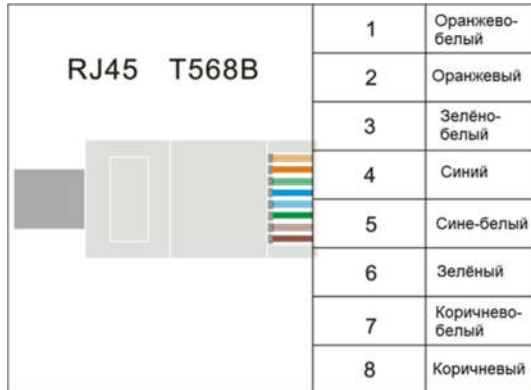 RJ45 T568B
1
Оранжево-
белый
2
Оранжевый
3
Зелёно-
белый
4
Синий
5
Сине-белый
6
Зелёный
7
Коричнево-
белый
8
Коричневый